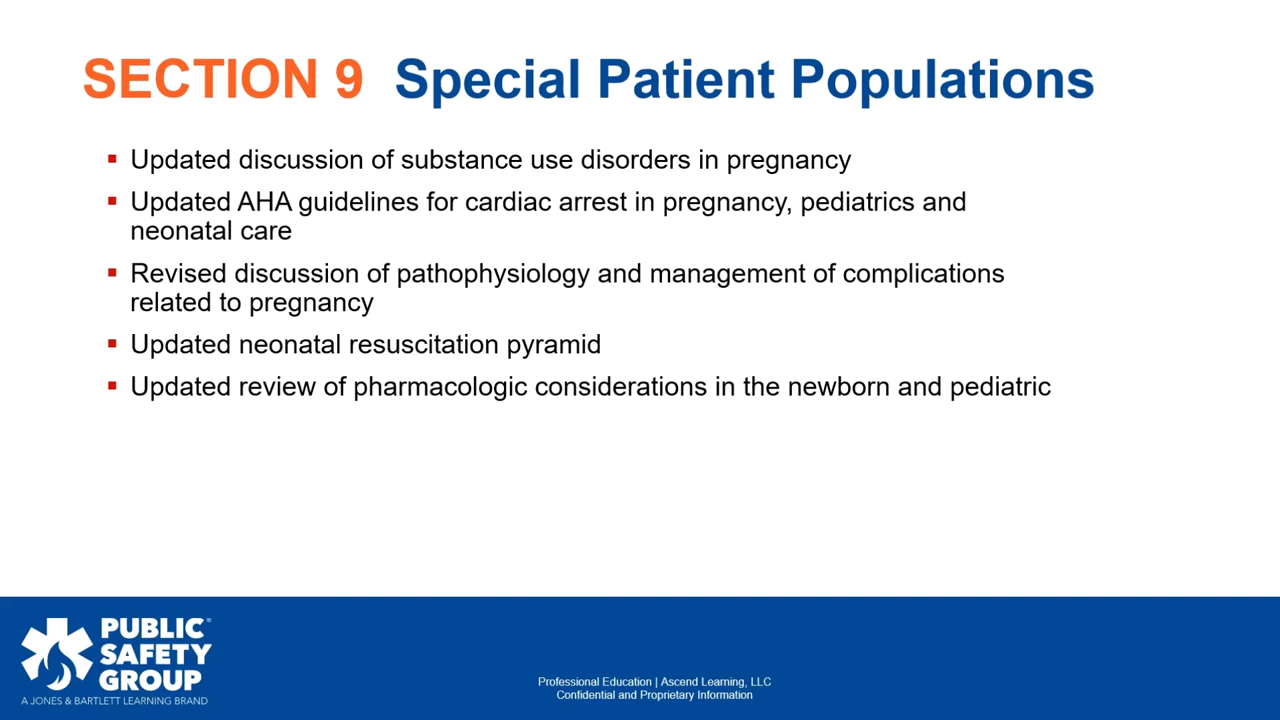 SECTION 9 Special Patient Populations
Updated discussion of substance use disorders in pregnancy
Updated AHA guidelines for cardiac arrest in pregnancy, pediatrics and
neonatal care
Revised discussion of pathophysiology and management of complications
related to pregnancy
Updated neonatal resuscitation pyramid
Updated review of pharmacologic considerations in the newborn and pediatric
PUBLIC
SAFETY
GROUP
A JONES & BARTLETT LEARNING BRAND
Professional Education | Ascend Learning, LLC
Confidential and Proprietary Information